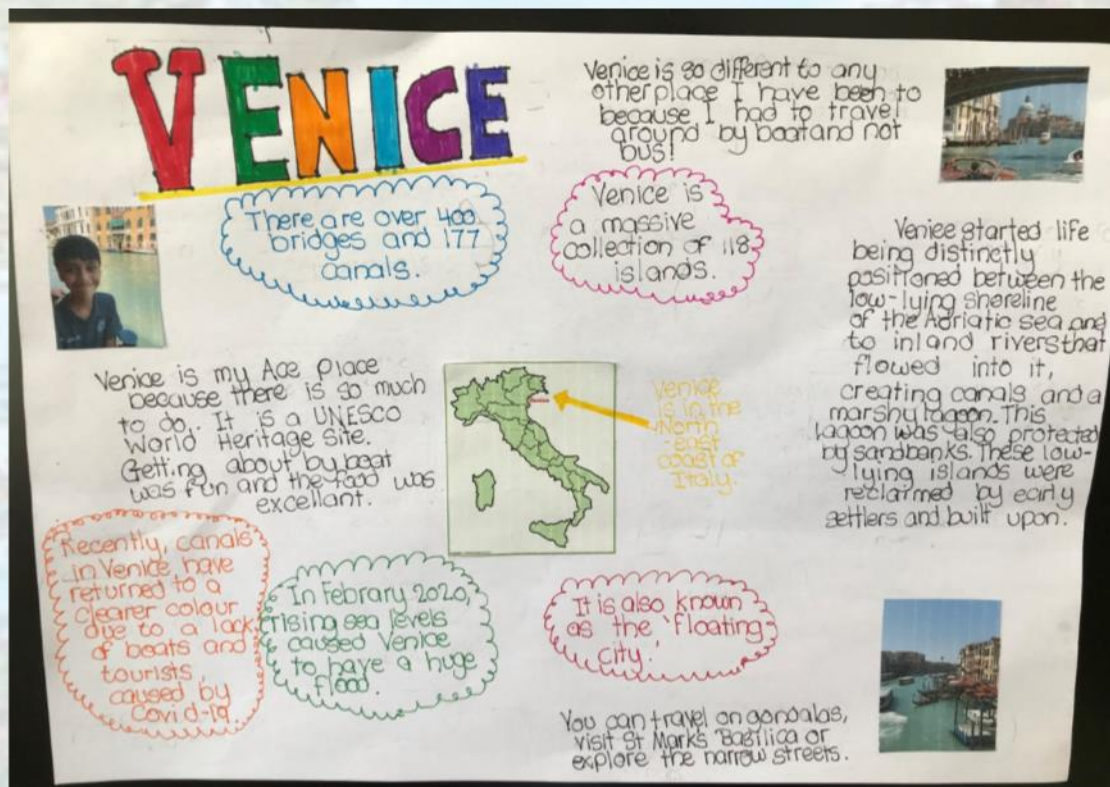 VENICE
Venice is so different to any
other place I have been to
because I had to travel
around by boat and not
bus!
There are over 400
bridges and 177
canals.
Venice is
a massive
collection of 118
islands.
Venice started life
being distinctly
positioned between the
low-lying shoreline
of the Adriatic sea and
to inland rivers that
flowed into it,
creating canals and a
marshy lagoon. This
lagoon was also protected
by sandbanks. These low-
lying islands were
reclaimed by early
settlers and built upon.
Venice is my Ace Place
because there is so much
to do. It is a UNESCO
World Heritage Site.
Getting about by boat
was fun and the food was
excellant.
Venice
is in the
North
-east
coast of
Italy.
Recently, canals
in Venice have
returned to a
clearer colour
due to a lack
of boats and
tourists
caused by
Covid-19.
In Febrary 2020,
rising sea levels
caused Venice
to have a huge
flood.
It is also known
as the 'floating-
city.'
You can travel on gondalas,
visit St Mark's Basilica or
explore the narrow streets.